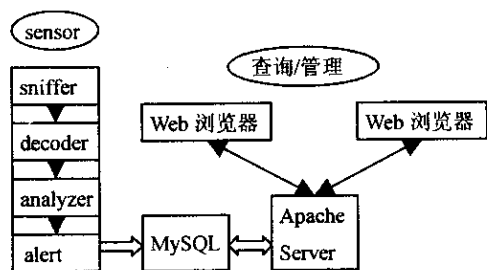 sensor
sniffer
decoder
analyzer
alert
查询/管理
Web 浏览器
Web 浏览器
MySQL
Apache
Server